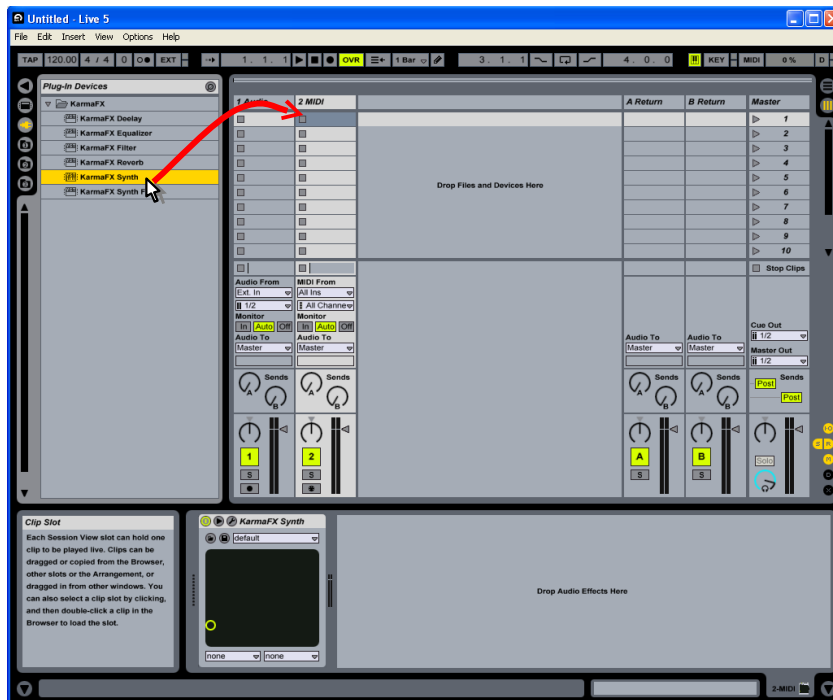 Untitled - Live 5
File Edit Insert View Options Help
TAP 120.00 4 / 4 0 EXT 1. 1. 1 OVR 1 Bar 3. 1. 1 4. 0. 0 KEY MIDI 0 % D
Plug-In Devices
KarmaFX
KarmaFX Deelay
KarmaFX Equalizer
KarmaFX Filter
KarmaFX Reverb
KarmaFX Synth
KarmaFX Synth
1 Audio 2 MIDI A Return B Return Master
1
2
3
4
5
6
7
8
9
10
Drop Files and Devices Here
Stop Clips
Audio From MIDI From
Ext. In All Ins
1/2 All Channe
Monitor Monitor
In Auto Off In Auto Off
Audio To Audio To Audio To Audio To
Master Master Master Master
Cue Out
1/2
Master Out
1/2
Sends Sends Sends Sends Sends
A A A A Post
B B B B Post
1 2 A B Solo
S S S S
Clip Slot
Each Session View slot can hold one
clip to be played live. Clips can be
dragged or copied from the Browser,
other slots or the Arrangement, or
dragged in from other windows. You
can also select a clip slot by clicking,
and then double-click a clip in the
Browser to load the slot.
KarmaFX Synth
default
none none
Drop Audio Effects Here
2-MIDI